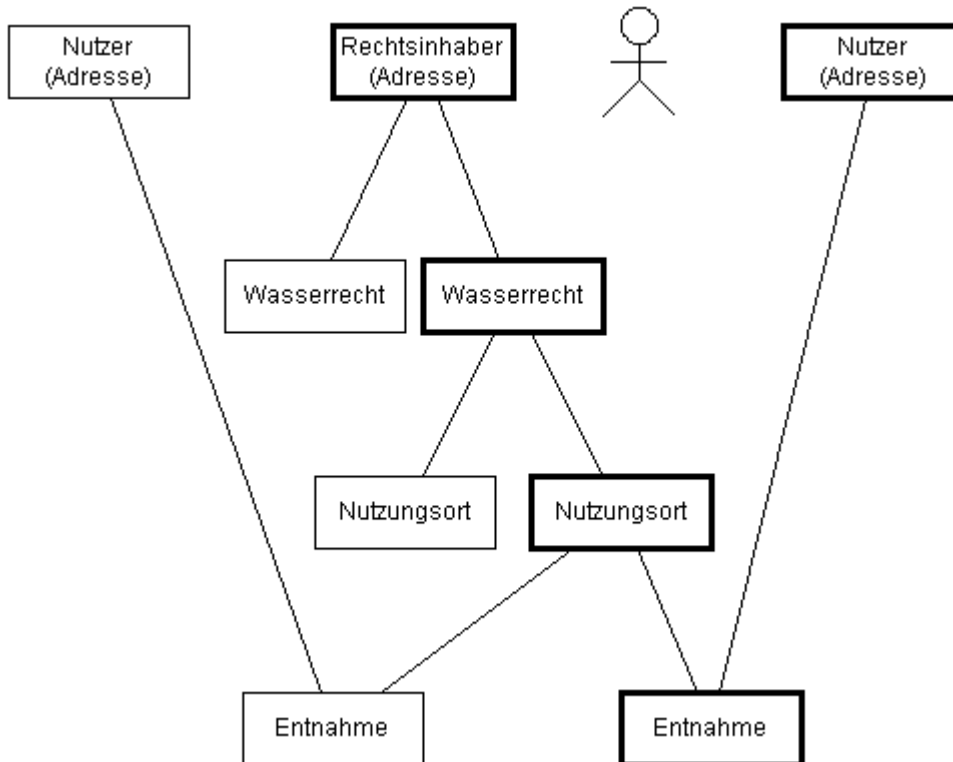 Nutzer
(Adresse)
Rechtsinhaber
(Adresse)
Nutzer
(Adresse)
Wasserrecht
Wasserrecht
Nutzungsort
Nutzungsort
Entnahme
Entnahme